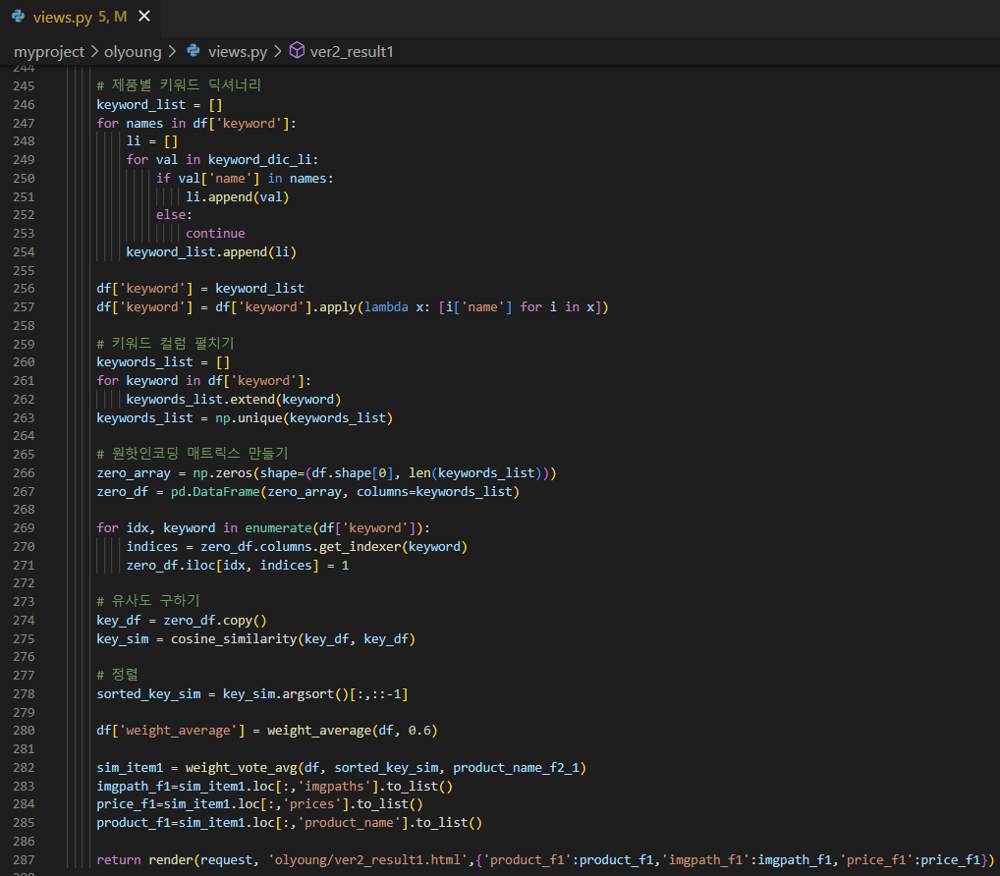 views.py 5, M ×
myproject > olyoung > views.py > ver2_result1
244
245 # 제품별 키워드 딕셔너리
246 keyword_list = []
247 for names in df['keyword']:
248     li = []
249     for val in keyword_dic_li:
250         if val['name'] in names:
251             li.append(val)
252         else:
253             continue
254     keyword_list.append(li)
255
256 df['keyword'] = keyword_list
257 df['keyword'] = df['keyword'].apply(lambda x: [i['name'] for i in x])
258
259 # 키워드 컬럼 펼치기
260 keywords_list = []
261 for keyword in df['keyword']:
262     keywords_list.extend(keyword)
263 keywords_list = np.unique(keywords_list)
264
265 # 원핫인코딩 매트릭스 만들기
266 zero_array = np.zeros(shape=(df.shape[0], len(keywords_list)))
267 zero_df = pd.DataFrame(zero_array, columns=keywords_list)
268
269 for idx, keyword in enumerate(df['keyword']):
270     indices = zero_df.columns.get_indexer(keyword)
271     zero_df.iloc[idx, indices] = 1
272
273 # 유사도 구하기
274 key_df = zero_df.copy()
275 key_sim = cosine_similarity(key_df, key_df)
276
277 # 정렬
278 sorted_key_sim = key_sim.argsort()[:,::-1]
279
280 df['weight_average'] = weight_average(df, 0.6)
281
282 sim_item1 = weight_vote_avg(df, sorted_key_sim, product_name_f2_1)
283 imgpath_f1=sim_item1.loc[:,'imgpaths'].to_list()
284 price_f1=sim_item1.loc[:,'prices'].to_list()
285 product_f1=sim_item1.loc[:,'product_name'].to_list()
286
287 return render(request, 'olyoung/ver2_result1.html',{'product_f1':product_f1,'imgpath_f1':imgpath_f1,'price_f1':price_f1})
288